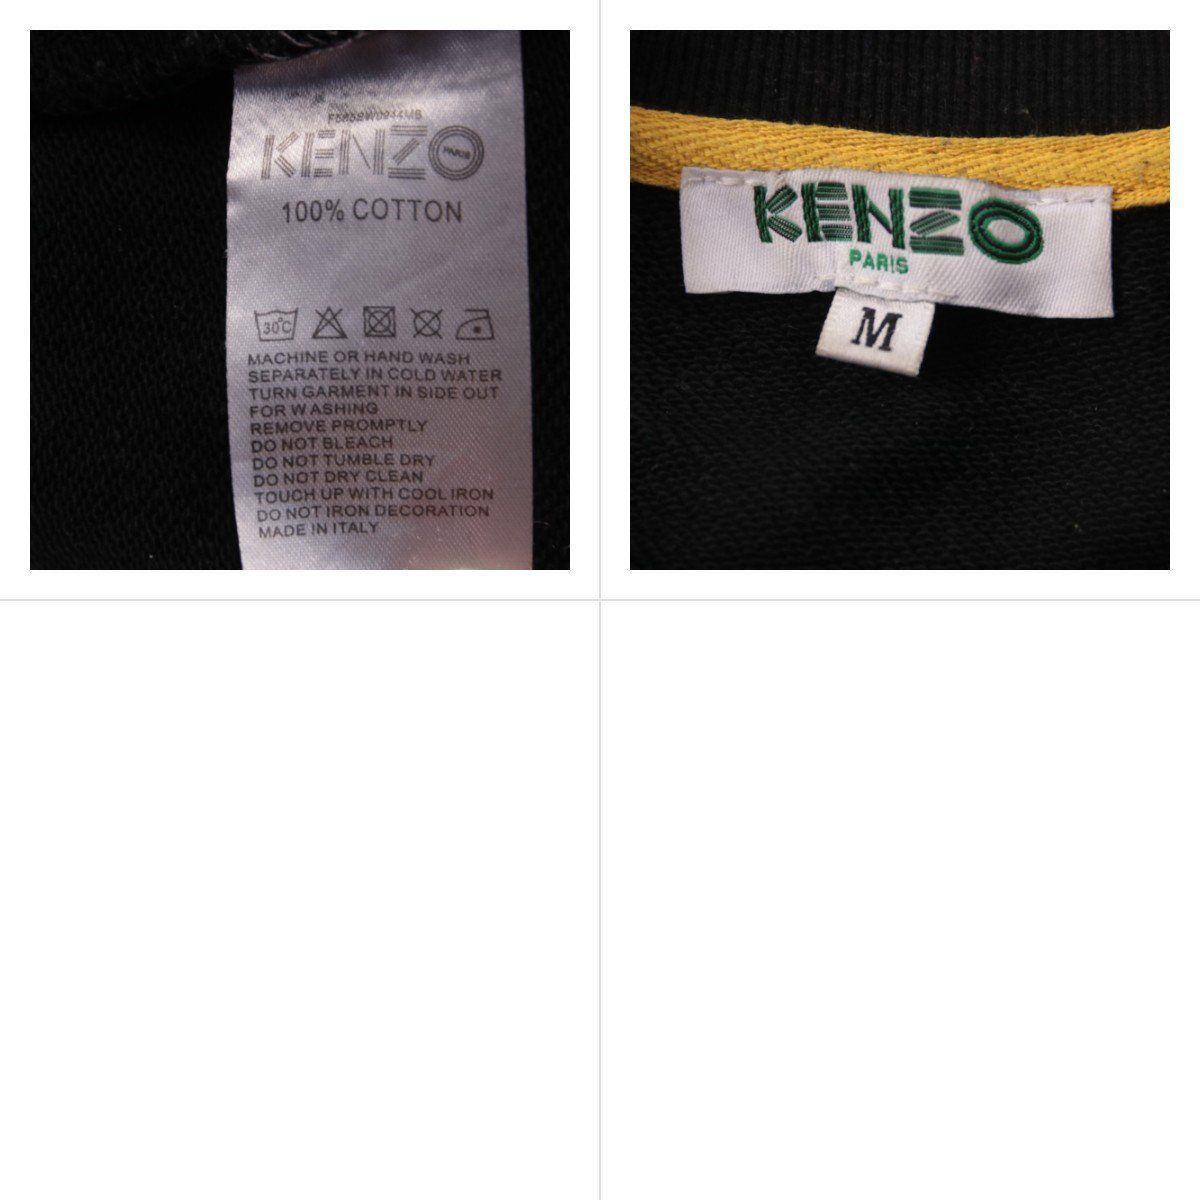 KENZO
PARIS
100% COTTON
30°C
MACHINE OR HAND WASH
SEPARATELY IN COLD WATER
TURN GARMENT IN SIDE OUT
FOR WASHING
REMOVE PROMPTLY
DO NOT BLEACH
DO NOT TUMBLE DRY
DO NOT DRY CLEAN
TOUCH UP WITH COOL IRON
DO NOT IRON DECORATION
MADE IN ITALY
KENZO
PARIS
M